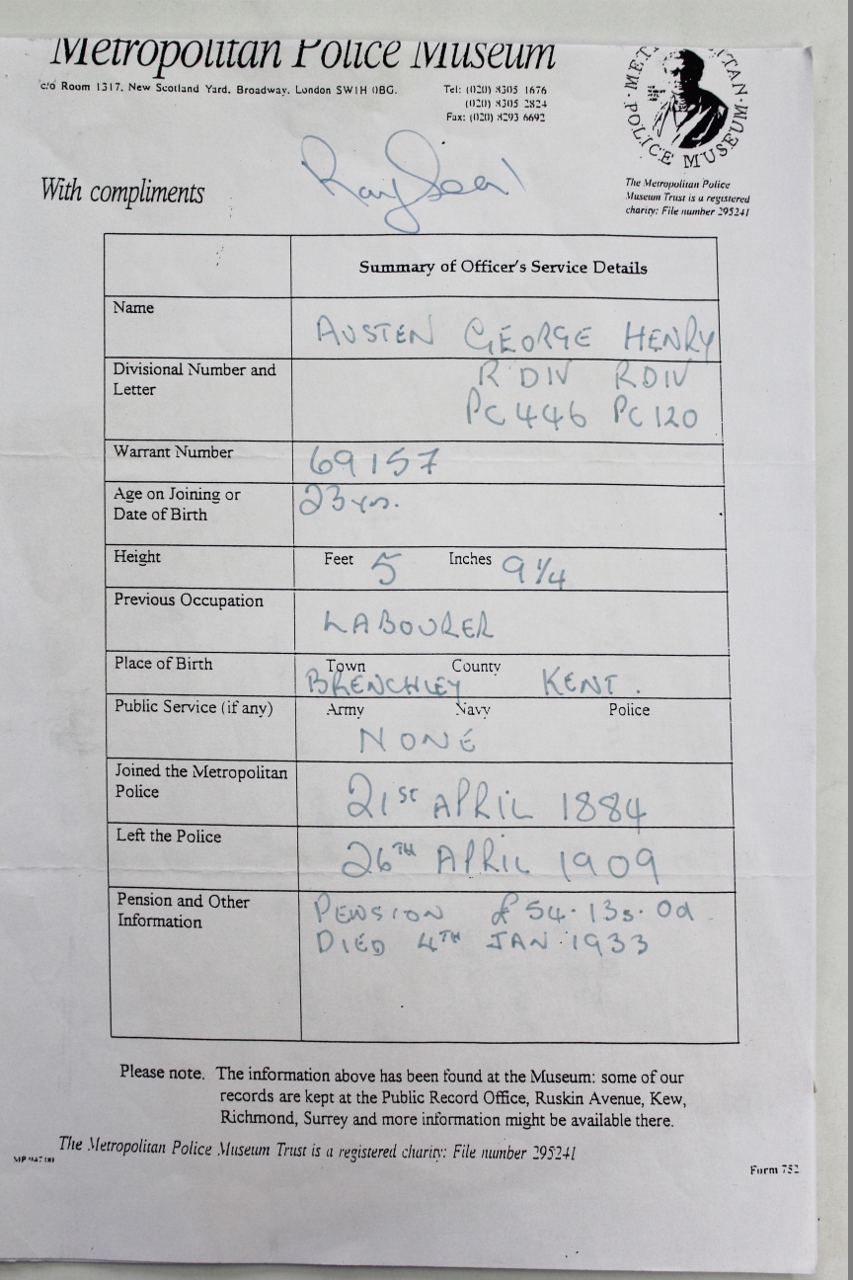 Metropolitan Police Museum
c/o Room 1317, New Scotland Yard, Broadway, London SW1H 0BG.
Tel: (020) 8305 1676
(020) 8305 2824
Fax: (020) 8293 6692
METROPOLITAN POLICE MUSEUM
With compliments
The Metropolitan Police
Museum Trust is a registered
charity: File number 295241
Summary of Officer's Service Details
Name
AUSTEN GEORGE HENRY
Divisional Number and
Letter
R DIV R DIV
PC 446 PC 120
Warrant Number
69157
Age on Joining or
Date of Birth
23 yrs.
Height
Feet 5 Inches 9 1/4
Previous Occupation
LABOURER
Place of Birth
Town County
BRENCHLEY KENT.
Public Service (if any)
Army Navy Police
NONE
Joined the Metropolitan
Police
21st APRIL 1884
Left the Police
26TH APRIL 1909
Pension and Other
Information
PENSION £54.13s.0d
DIED 4TH JAN. 1933
Please note. The information above has been found at the Museum: some of our
records are kept at the Public Record Office, Ruskin Avenue, Kew,
Richmond, Surrey and more information might be available there.
The Metropolitan Police Museum Trust is a registered charity: File number 295241
Form 752